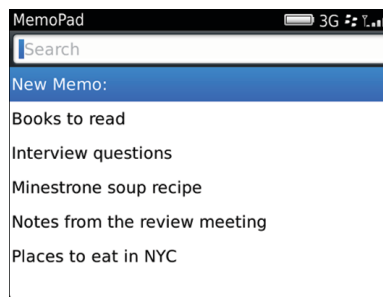 MemoPad 3G
Search
New Memo:
Books to read
Interview questions
Minestrone soup recipe
Notes from the review meeting
Places to eat in NYC